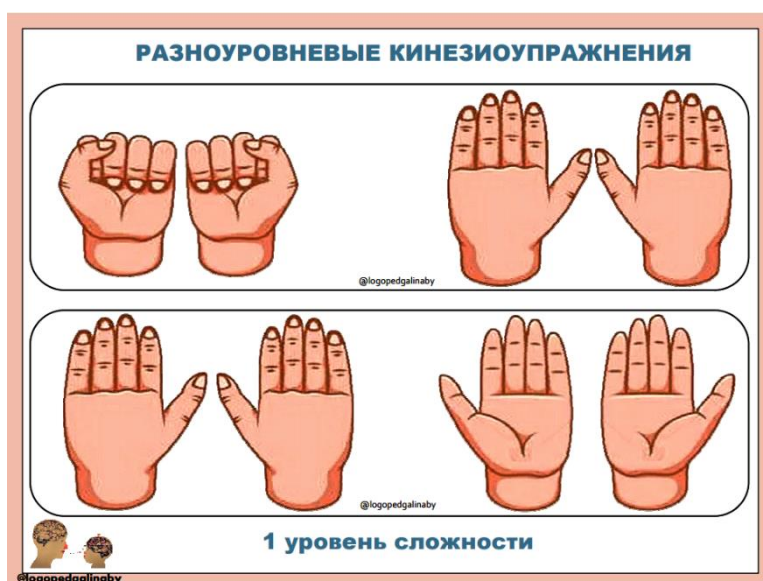 РАЗНОУРОВНЕВЫЕ КИНЕЗИОУПРАЖНЕНИЯ
@logopedgalinaby
@logopedgalinaby
1 уровень сложности
@logopedgalinaby